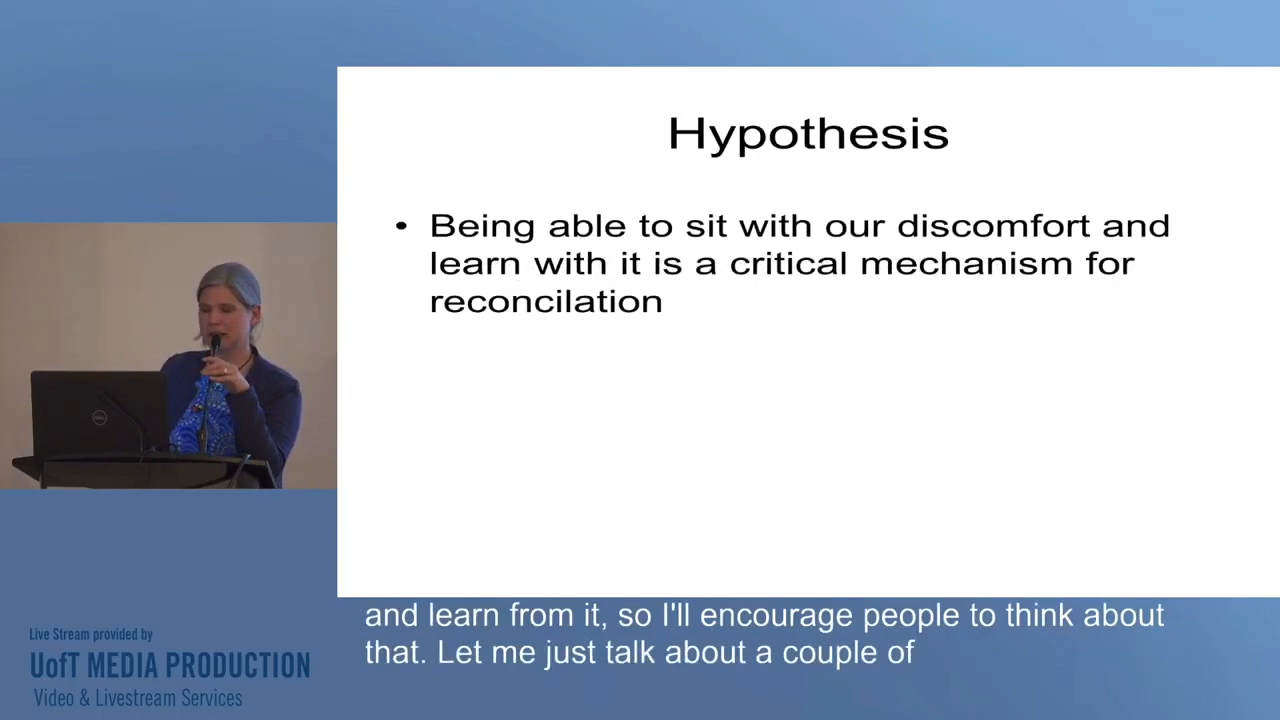 Hypothesis
• Being able to sit with our discomfort and
learn with it is a critical mechanism for
reconcilation
and learn from it, so I'll encourage people to think about
that. Let me just talk about a couple of
Live Stream provided by
UofT MEDIA PRODUCTION
Video & Livestream Services
DELL